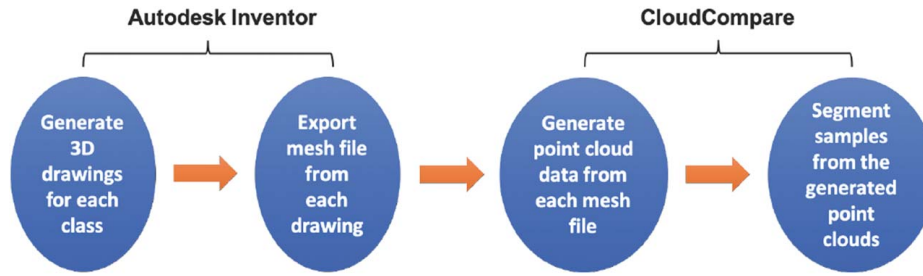 Autodesk Inventor
CloudCompare
Generate
3D
drawings
for each
class
Export
mesh file
from
each
drawing
Generate
point cloud
data from
each mesh
file
Segment
samples
from the
generated
point
clouds